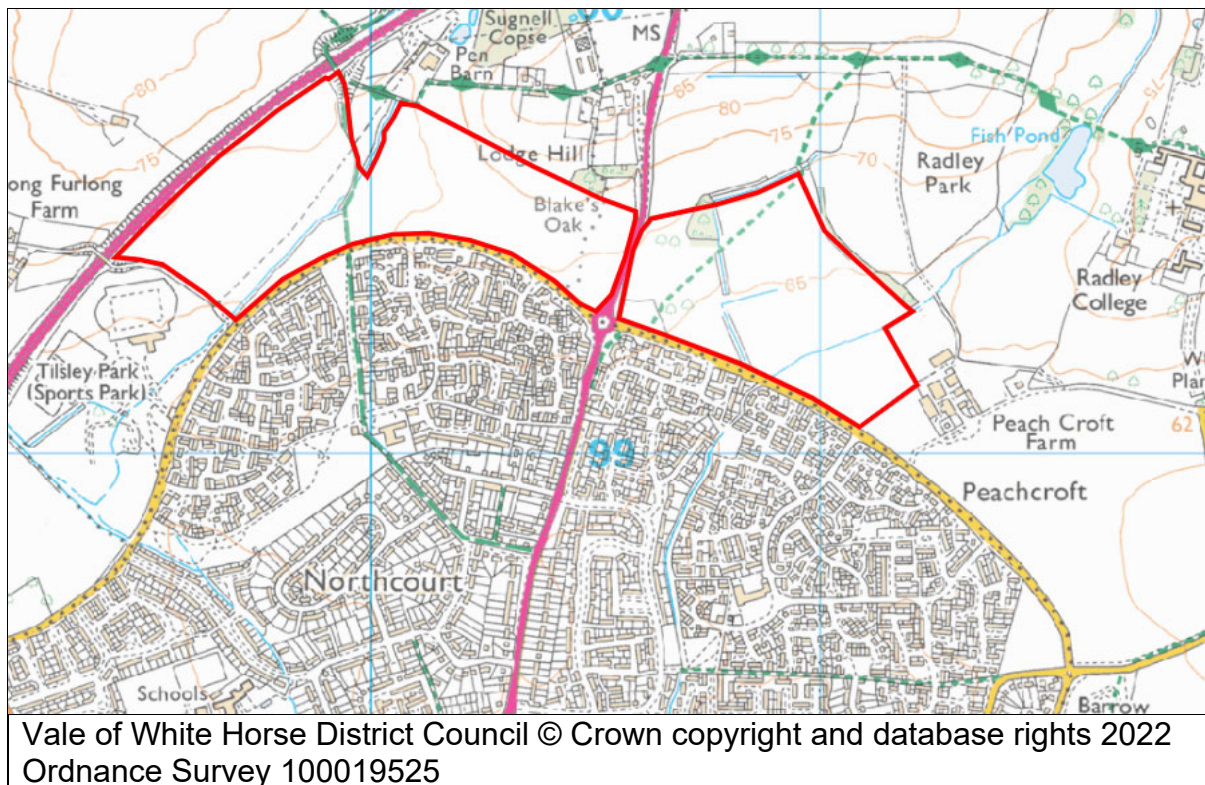 Sugnell
Copse
MS
Pen
Barn
80
85
80
75
75
75
Fish Pond
Lodge Hill
70
Radley
Park
ong Furlong
Farm
Blake's
Oak
65
Radley
College
Tilsley Park
(Sports Park)
Peach Croft
Farm
62
99
Peachcroft
Northcourt
Schools
Barrow
Vale of White Horse District Council © Crown copyright and database rights 2022
Ordnance Survey 100019525